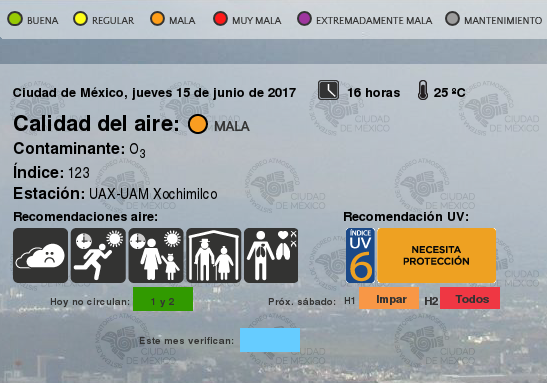 BUENA REGULAR MALA MUY MALA EXTREMADAMENTE MALA MANTENIMIENTO
Ciudad de México, jueves 15 de junio de 2017 16 horas 25 ºC
Calidad del aire: MALA
Contaminante: O3
Índice: 123
Estación: UAX-UAM Xochimilco
Recomendaciones aire: Recomendación UV:
ÍNDICE
UV
6
NECESITA
PROTECCIÓN
Hoy no circulan: 1 y 2 Próx. sábado: H1 Impar H2 Todos
Este mes verifican:
CIUDAD
DE MÉXICO